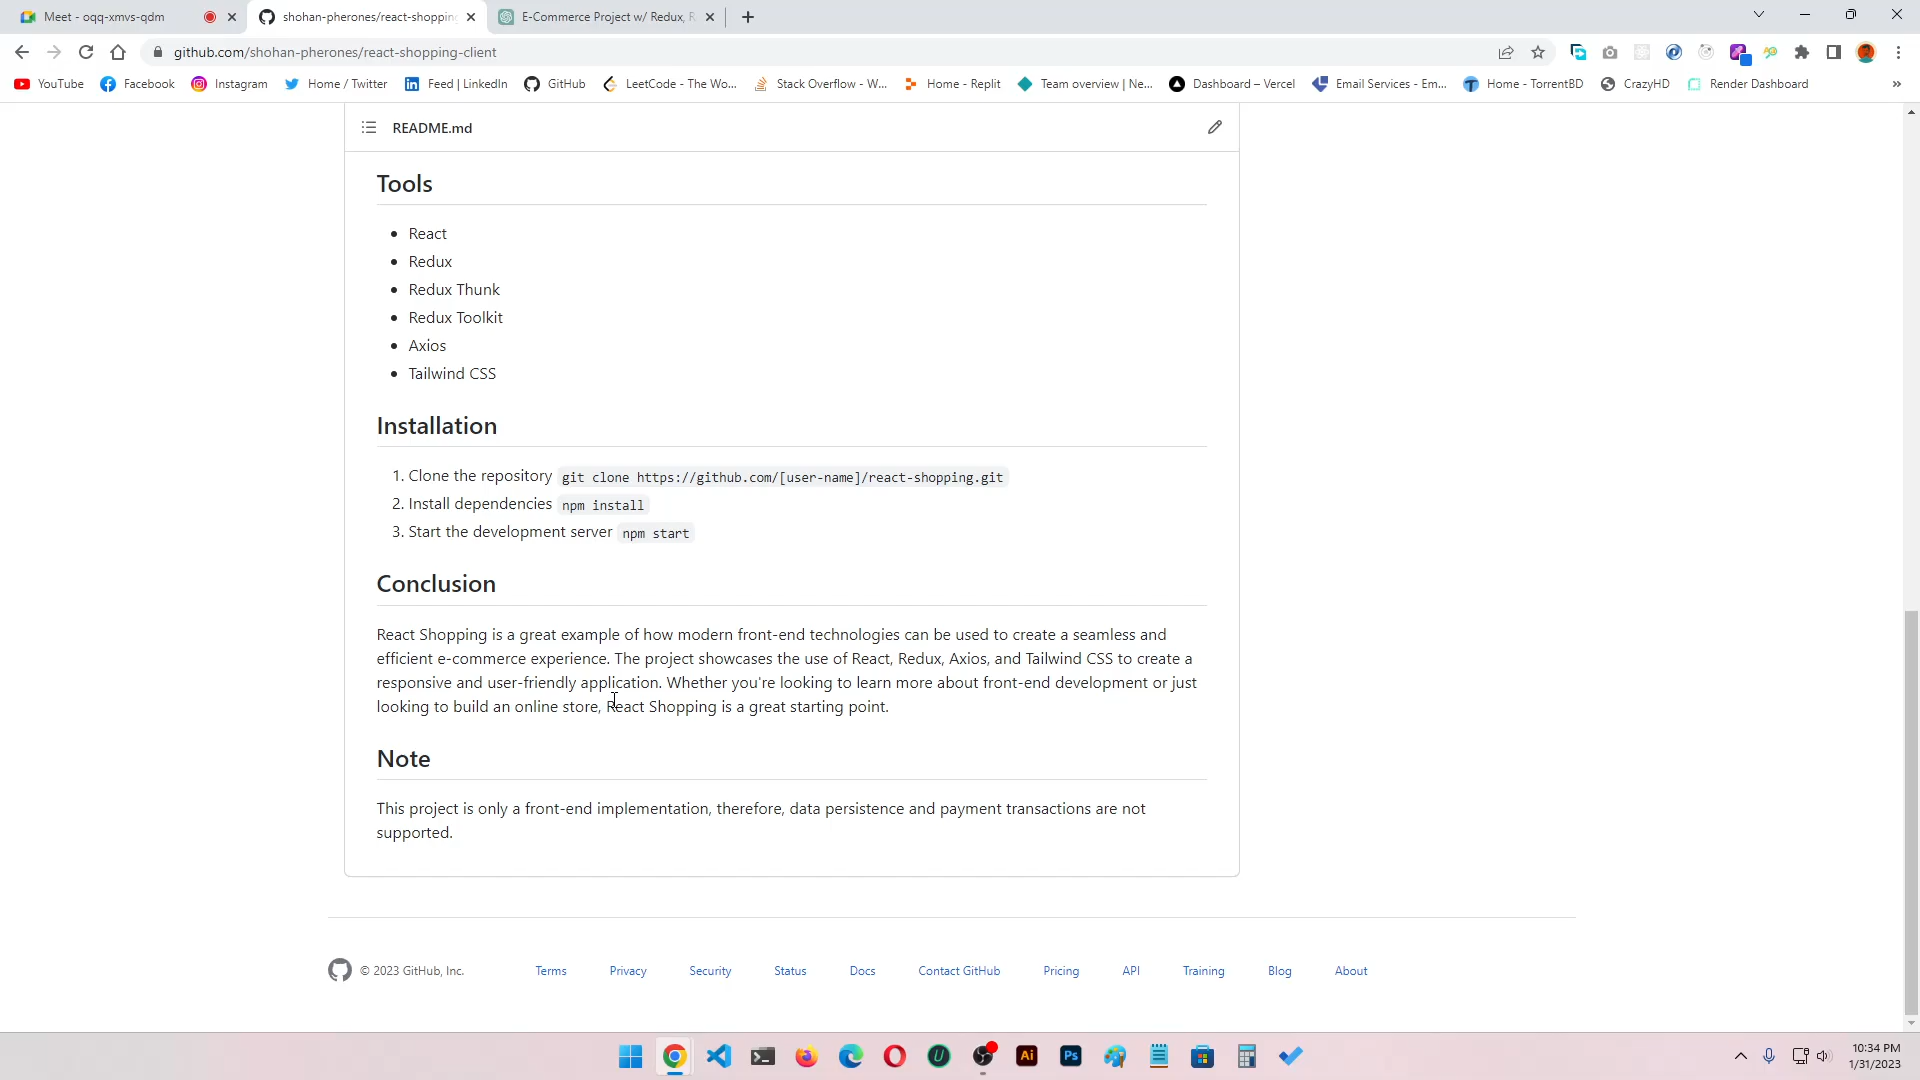 Meet - oqq-xmvs-qdm
shohan-pherones/react-shopping
E-Commerce Project w/ Redux, R
github.com/shohan-pherones/react-shopping-client
YouTube
Facebook
Instagram
Home / Twitter
Feed | LinkedIn
GitHub
LeetCode - The Wo...
Stack Overflow - W...
Home - Replit
Team overview | Ne...
Dashboard – Vercel
Email Services - Em...
Home - TorrentBD
CrazyHD
Render Dashboard
»
README.md
Tools
• React
• Redux
• Redux Thunk
• Redux Toolkit
• Axios
• Tailwind CSS
Installation
1. Clone the repository git clone https://github.com/[user-name]/react-shopping.git
2. Install dependencies npm install
3. Start the development server npm start
Conclusion
React Shopping is a great example of how modern front-end technologies can be used to create a seamless and
efficient e-commerce experience. The project showcases the use of React, Redux, Axios, and Tailwind CSS to create a
responsive and user-friendly application. Whether you're looking to learn more about front-end development or just
looking to build an online store, React Shopping is a great starting point.
Note
This project is only a front-end implementation, therefore, data persistence and payment transactions are not
supported.
© 2023 GitHub, Inc.
Terms
Privacy
Security
Status
Docs
Contact GitHub
Pricing
API
Training
Blog
About
Ai
Ps
10:34 PM
1/31/2023